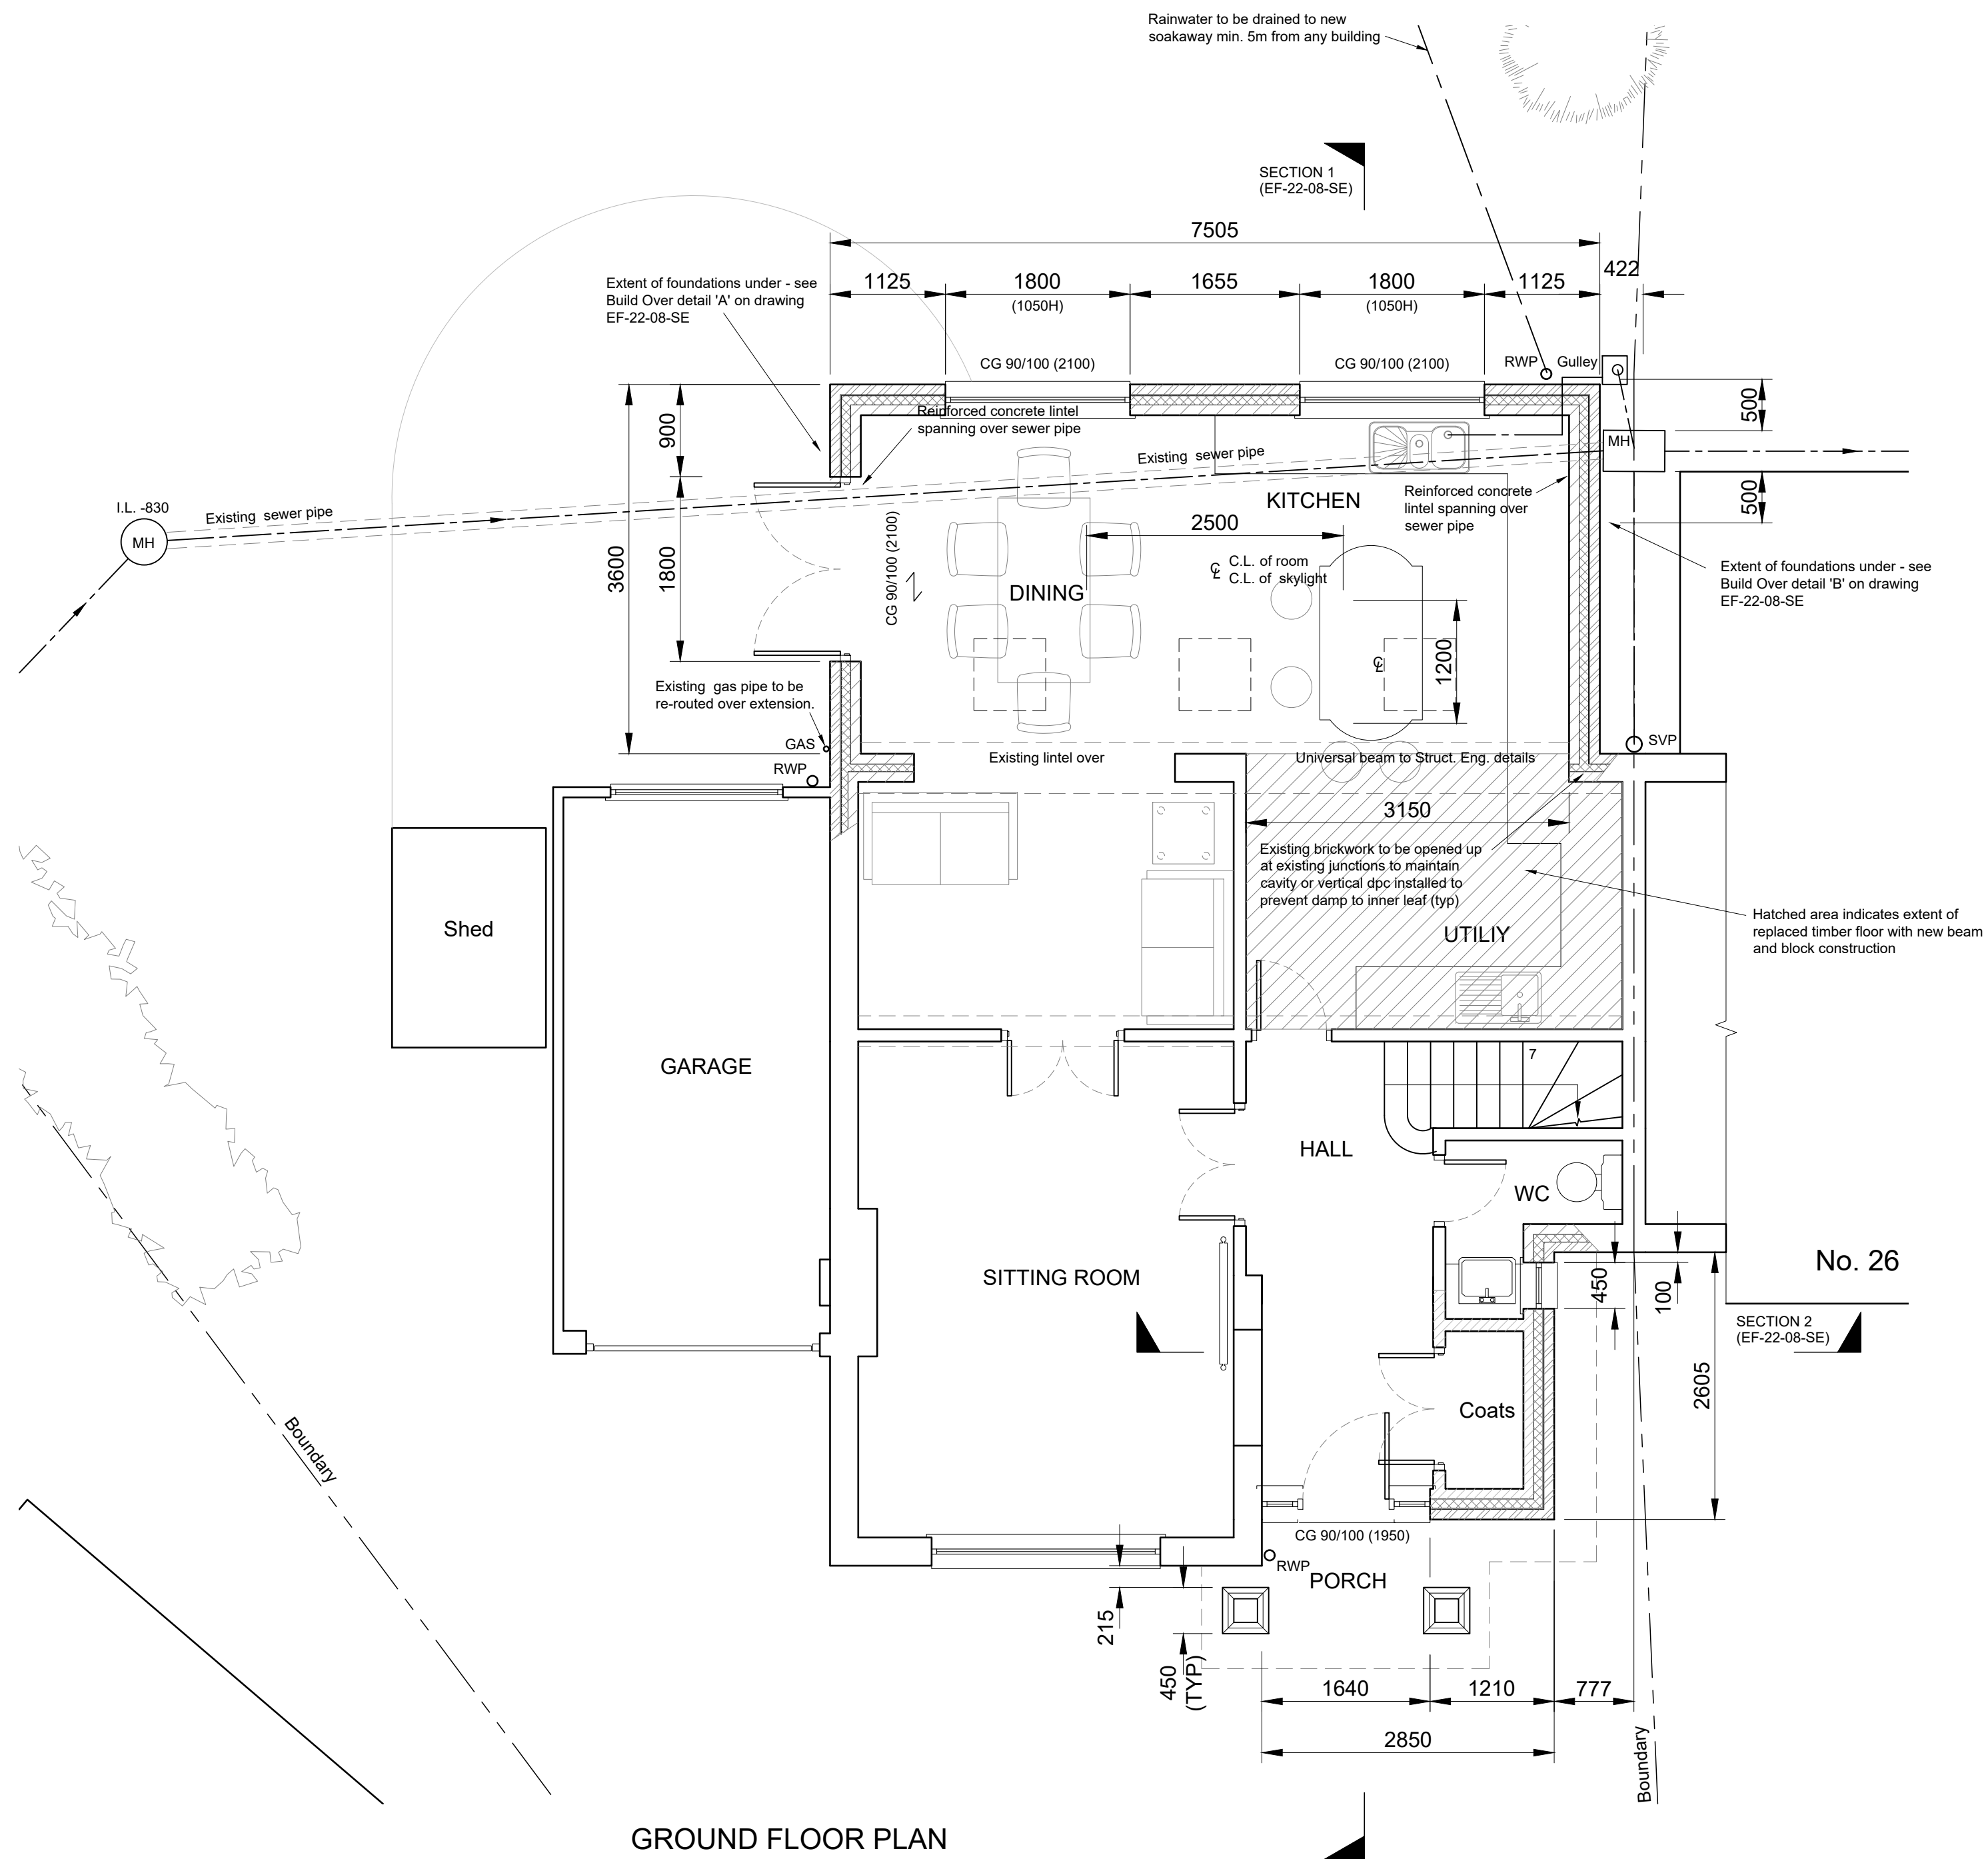 Rainwater to be drained to new
soakaway min. 5m from any building
SECTION 1
(EF-22-08-SE)
7505
422
1125
1800
(1050H)
1655
1800
(1050H)
1125
Extent of foundations under - see
Build Over detail 'A' on drawing
EF-22-08-SE
CG 90/100 (2100)
CG 90/100 (2100)
RWP
Gulley
900
500
Reinforced concrete lintel
spanning over sewer pipe
MH
Existing sewer pipe
KITCHEN
Reinforced concrete
lintel spanning over
sewer pipe
500
I.L. -830
Existing sewer pipe
MH
2500
3600
1800
CG 90/100 (2100)
C.L. of room
C.L. of skylight
DINING
Extent of foundations under - see
Build Over detail 'B' on drawing
EF-22-08-SE
1200
Existing gas pipe to be
re-routed over extension.
GAS
SVP
Existing lintel over
Universal beam to Struct. Eng. details
RWP
3150
Existing brickwork to be opened up
at existing junctions to maintain
cavity or vertical dpc installed to
prevent damp to inner leaf (typ)
Shed
UTILIY
Hatched area indicates extent of
replaced timber floor with new beam
and block construction
GARAGE
7
HALL
WC
SITTING ROOM
450
100
No. 26
SECTION 2
(EF-22-08-SE)
2605
Coats
Boundary
CG 90/100 (1950)
RWP
PORCH
215
450
(TYP)
1640
1210
777
2850
Boundary
GROUND FLOOR PLAN